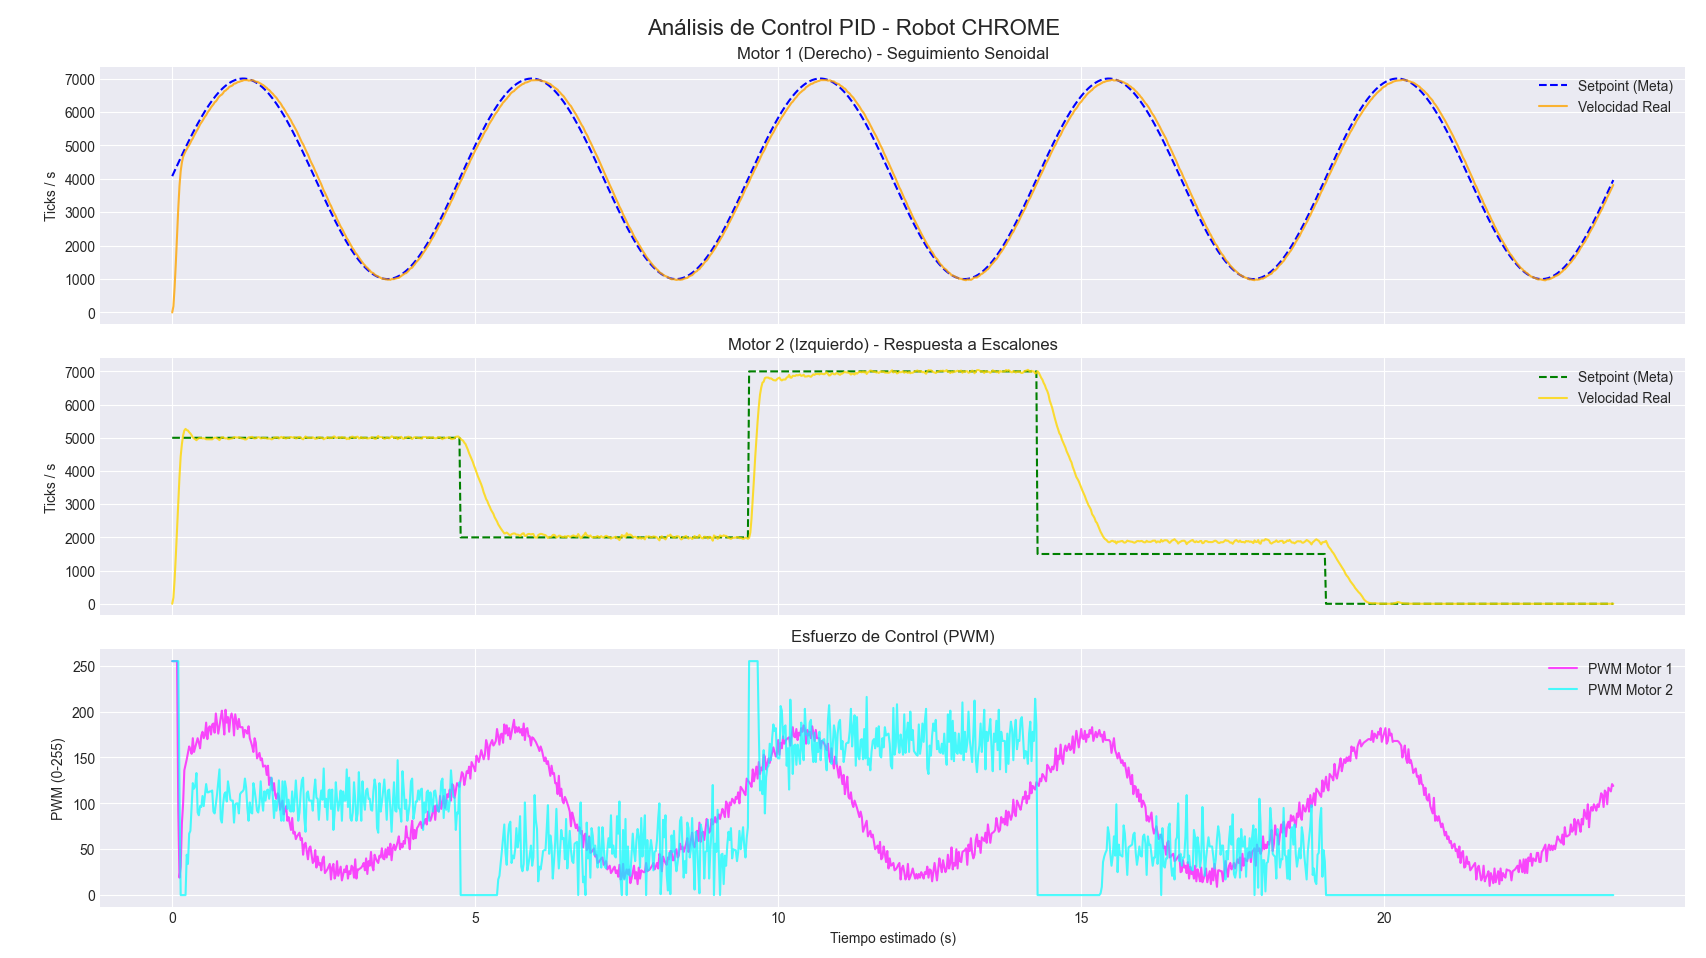 Análisis de Control PID - Robot CHROME
Motor 1 (Derecho) - Seguimiento Senoidal
7000
6000
5000
4000
3000
2000
1000
0
Ticks / s
Setpoint (Meta)
Velocidad Real
Motor 2 (Izquierdo) - Respuesta a Escalones
7000
6000
5000
4000
3000
2000
1000
0
Ticks / s
Setpoint (Meta)
Velocidad Real
Esfuerzo de Control (PWM)
250
200
150
100
50
0
PWM (0-255)
PWM Motor 1
PWM Motor 2
0 5 10 15 20
Tiempo estimado (s)